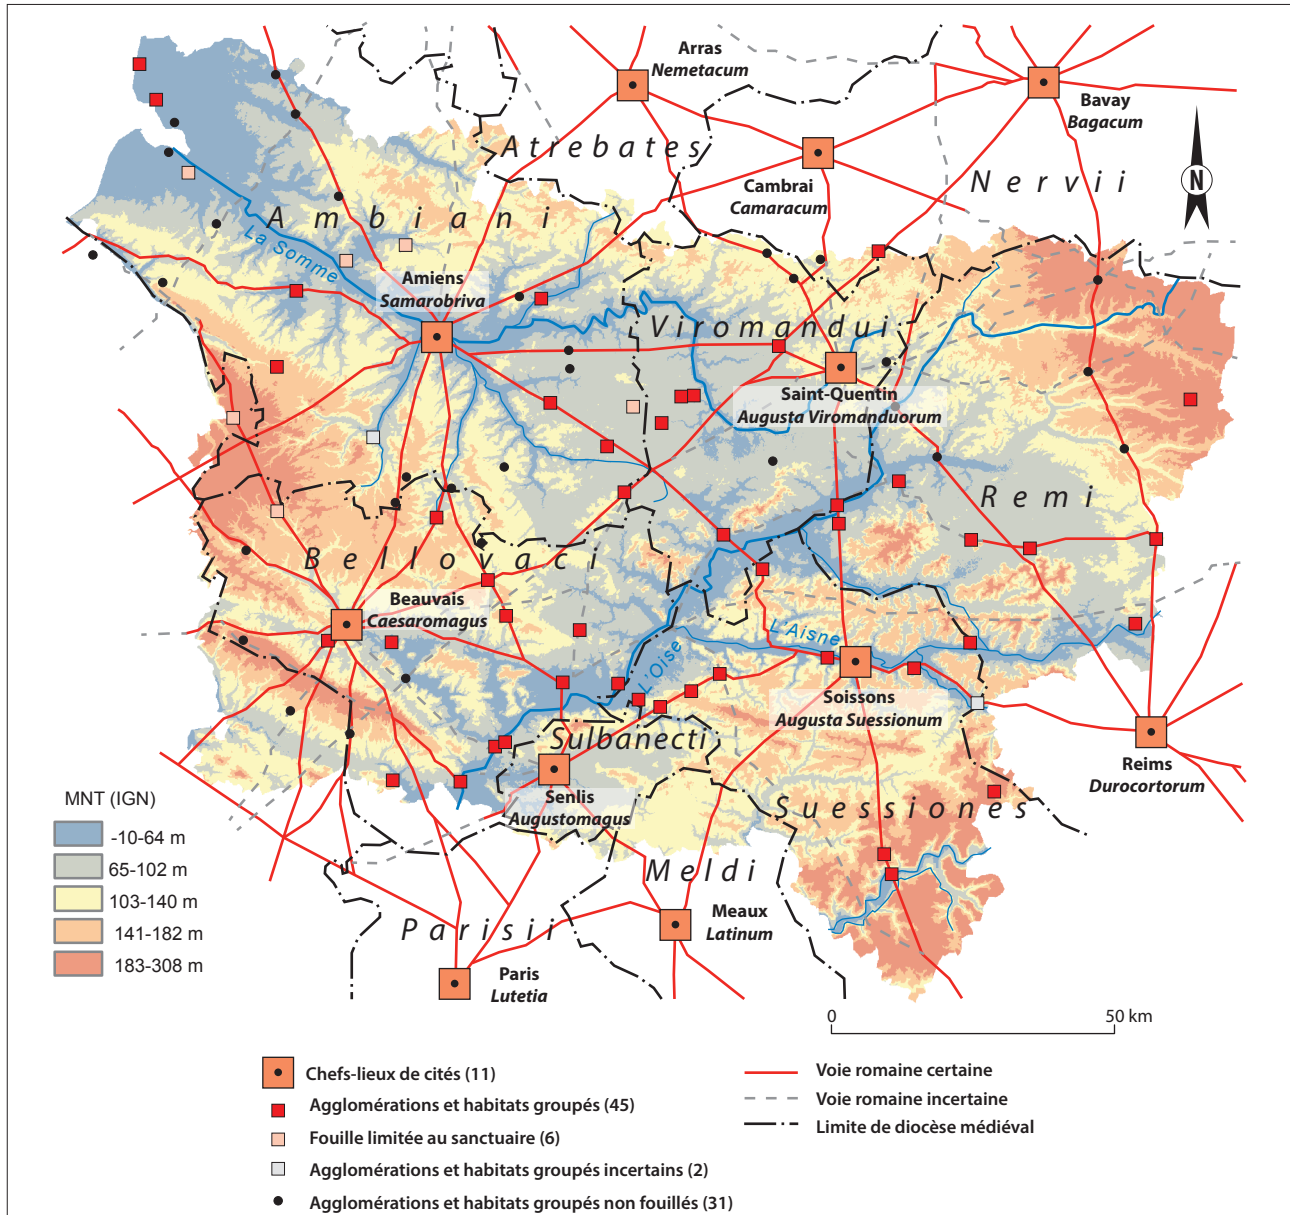 Arras
Nemetacum
Bavay
Bagacum
Atrebates
Cambrai
Camaracum
Nervii
N
Ambiani
La Somme
Amiens
Samarobriva
Viromandui
Saint-Quentin
Augusta Viromanduorum
Remi
Bellovaci
Beauvais
Caesaromagus
L'Aisne
L'Oise
Soissons
Augusta Suessionum
Sulbanecti
Reims
Durocortorum
Senlis
Augustomagus
Suessiones
Meldi
Meaux
Latinum
Parisii
Paris
Lutetia
MNT (IGN)
-10-64 m
65-102 m
103-140 m
141-182 m
183-308 m
0 50 km
Chefs-lieux de cités (11)
Agglomérations et habitats groupés (45)
Fouille limitée au sanctuaire (6)
Agglomérations et habitats groupés incertains (2)
Agglomérations et habitats groupés non fouillés (31)
Voie romaine certaine
Voie romaine incertaine
Limite de diocèse médiéval